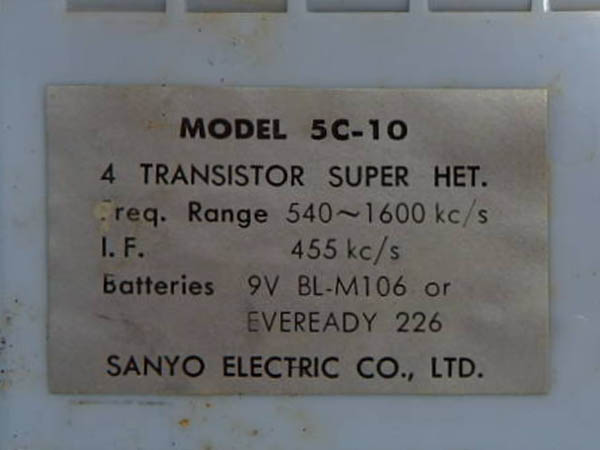 MODEL 5C-10
4 TRANSISTOR SUPER HET.
Freq. Range 540~1600 kc/s
I.F. 455 kc/s
Batteries 9V BL-M106 or
EVEREADY 226
SANYO ELECTRIC CO., LTD.